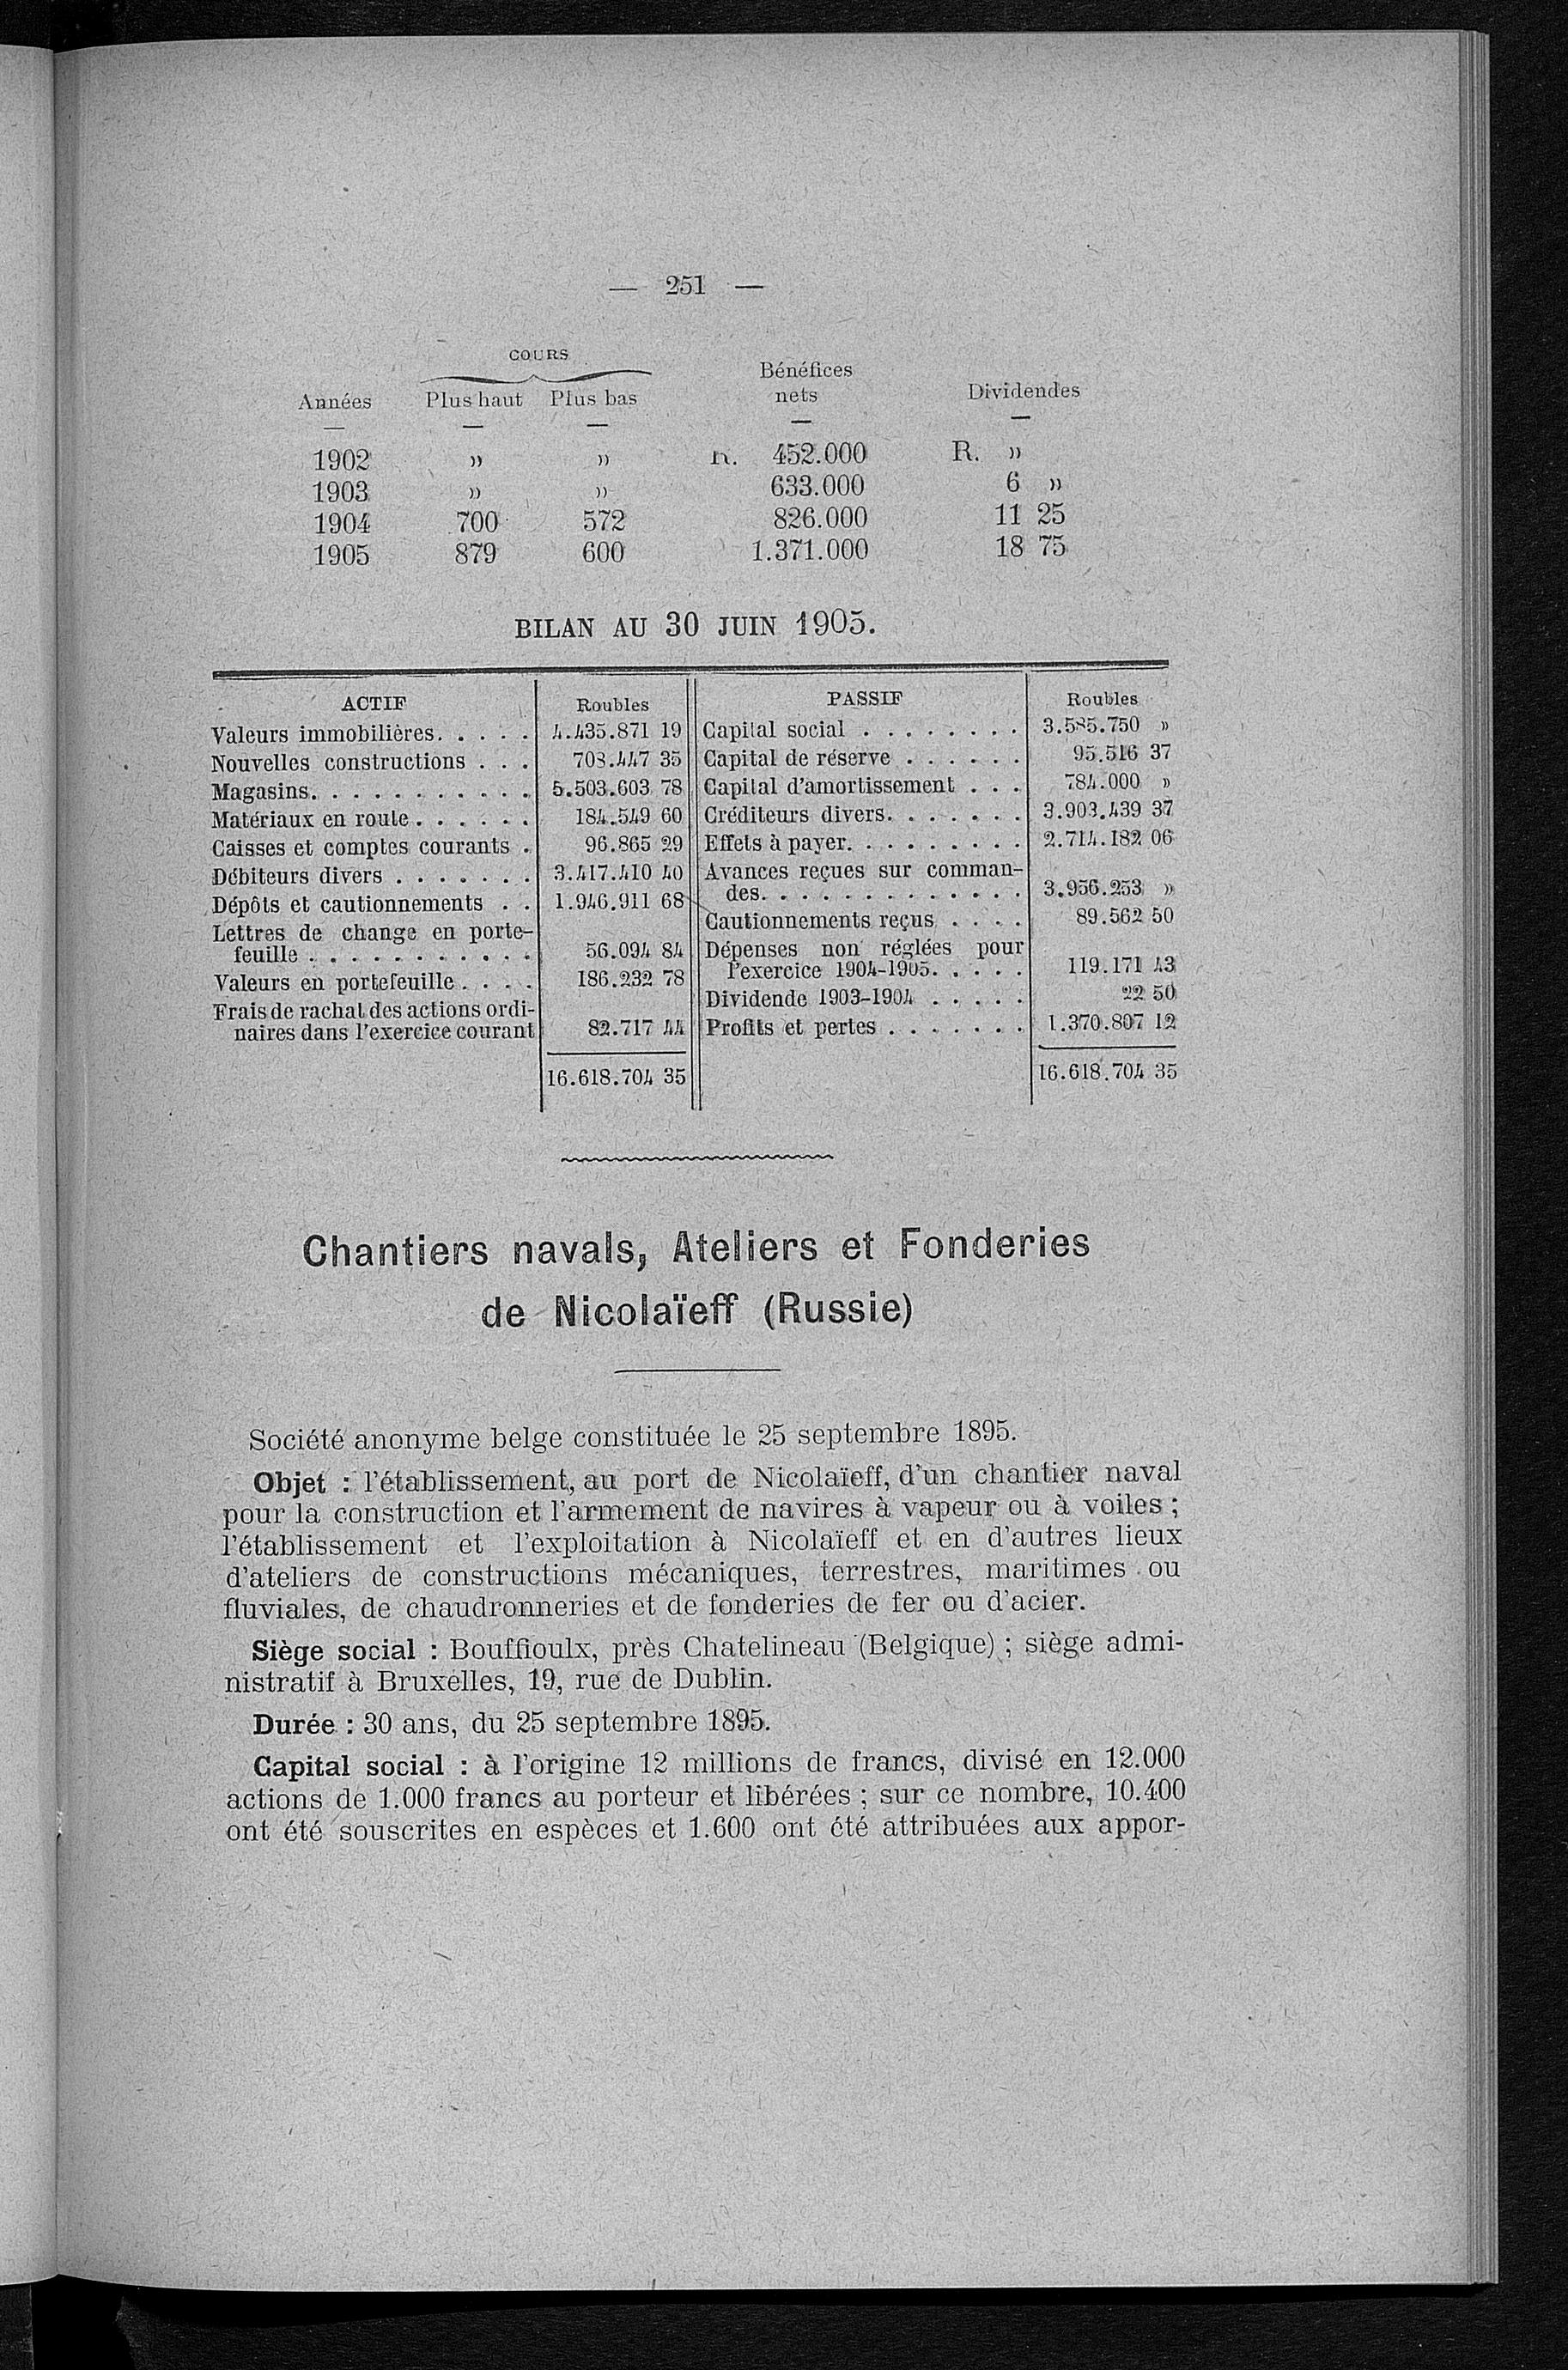 — 251 —
COURS
Années Plus haut Plus bas Bénéfices nets Dividendes
1902 » » R. 452.000 R. »
1903 » » 633.000 6 »
1904 700 572 826.000 11 25
1905 879 600 1.371.000 18 75
BILAN AU 30 JUIN 1905.
ACTIF Roubles PASSIF Roubles
Valeurs immobilières. . . . . 4.435.871 19 Capital social . . . . . . . . 3.585.750 »
Nouvelles constructions . . . 708.447 35 Capital de réserve . . . . . . 95.516 37
Magasins. . . . . . . . . . . 5.503.603 78 Capital d'amortissement . . . 784.000 »
Matériaux en route . . . . . . 184.549 60 Créditeurs divers. . . . . . . 3.903.439 37
Caisses et comptes courants . 96.865 29 Effets à payer. . . . . . . . . 2.714.182 06
Débiteurs divers . . . . . . . 3.417.410 40 Avances reçues sur comman-
Dépôts et cautionnements . . 1.946.911 68 des. . . . . . . . . . . . . 3.956.253 »
Lettres de change en porte- Cautionnements reçus . . . . 89.562 50
feuille . . . . . . . . . . . 56.094 84 Dépenses non réglées pour
Valeurs en portefeuille . . . . 186.232 78 l'exercice 1904-1905. . . . . 119.171 43
Frais de rachat des actions ordi- Dividende 1903-1904 . . . . . 22 50
naires dans l'exercice courant 82.717 44 Profits et pertes . . . . . . . 1.370.807 12
16.618.704 35 16.618.704 35
Chantiers navals, Ateliers et Fonderies
de Nicolaïeff (Russie)
Société anonyme belge constituée le 25 septembre 1895.
Objet : l'établissement, au port de Nicolaïeff, d'un chantier naval
pour la construction et l'armement de navires à vapeur ou à voiles ;
l'établissement et l'exploitation à Nicolaïeff et en d'autres lieux
d'ateliers de constructions mécaniques, terrestres, maritimes ou
fluviales, de chaudronneries et de fonderies de fer ou d'acier.
Siège social : Bouffioulx, près Chatelineau (Belgique) ; siège admi-
nistratif à Bruxelles, 19, rue de Dublin.
Durée : 30 ans, du 25 septembre 1895.
Capital social : à l'origine 12 millions de francs, divisé en 12.000
actions de 1.000 francs au porteur et libérées ; sur ce nombre, 10.400
ont été souscrites en espèces et 1.600 ont été attribuées aux appor-